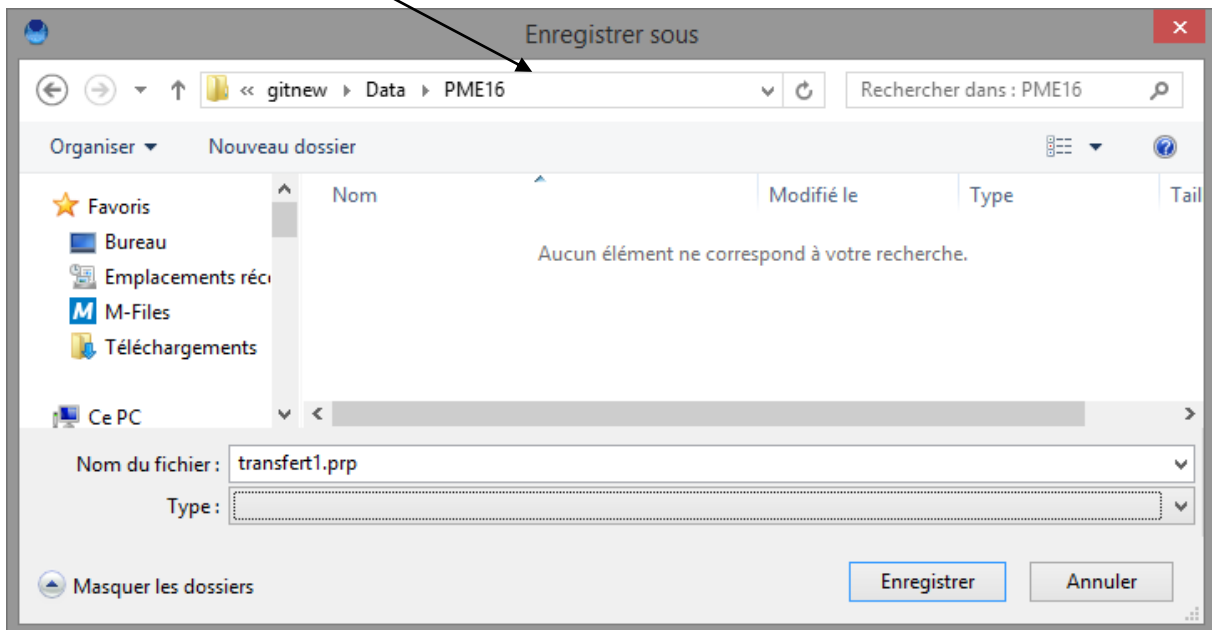 Enregistrer sous
« gitnew Data PME16
Rechercher dans : PME16
Organiser
Nouveau dossier
Nom
Modifié le
Type
Tail
Favoris
Bureau
Emplacements réc
M M-Files
Téléchargements
Ce PC
Aucun élément ne correspond à votre recherche.
Nom du fichier : transfert1.prp
Type :
Masquer les dossiers
Enregistrer
Annuler